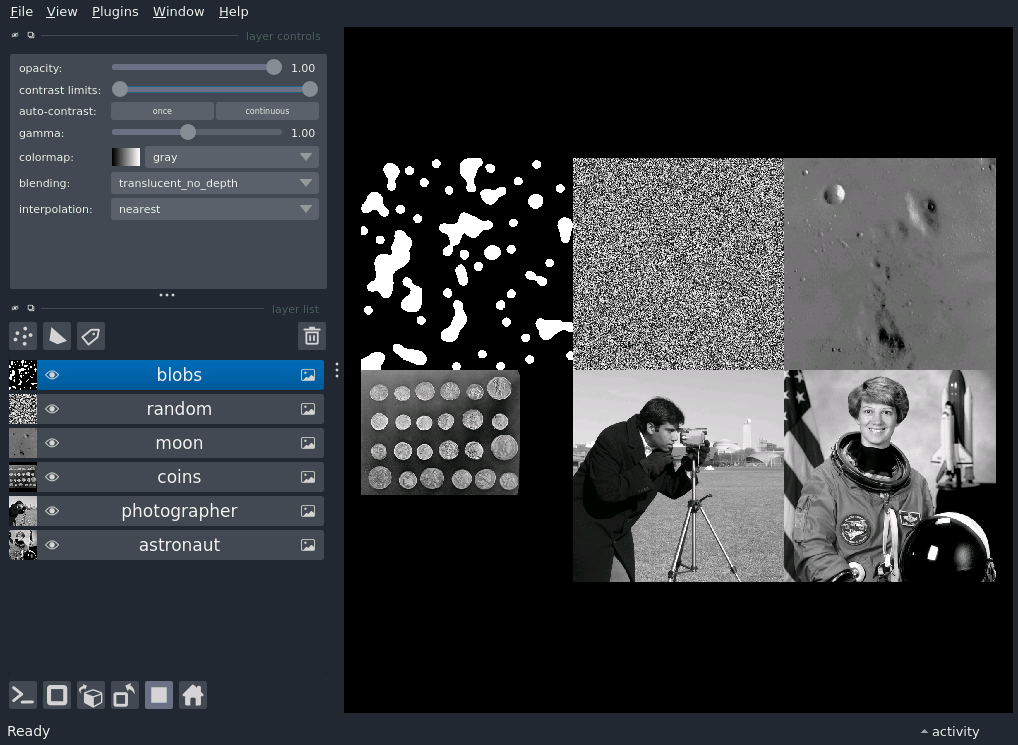 File View Plugins Window Help
layer controls
opacity: 1.00
contrast limits:
auto-contrast: once continuous
gamma: 1.00
colormap: gray
blending: translucent_no_depth
interpolation: nearest
layer list
blobs
random
moon
coins
photographer
astronaut
Ready
activity